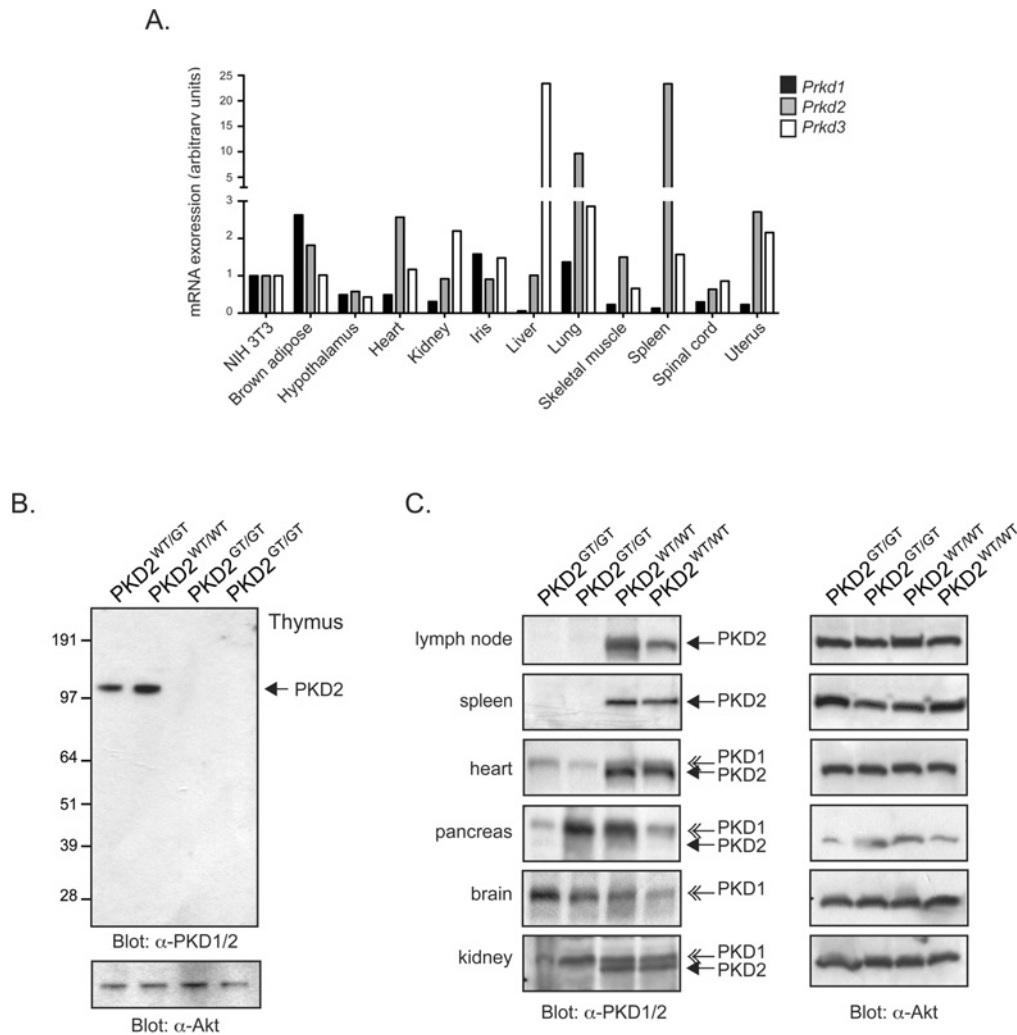 A.
mRNA expression (arbitrary units)
25
20
15
10
5
3
2
1
0
Prkd1
Prkd2
Prkd3
NIH 3T3
Brown adipose
Hypothalamus
Heart
Kidney
Iris
Liver
Lung
Skeletal muscle
Spleen
Spinal cord
Uterus
B.
PKD2WT/GT
PKD2WT/WT
PKD2GT/GT
PKD2GT/GT
Thymus
191
97
64
51
39
28
PKD2
Blot: α-PKD1/2
Blot: α-Akt
C.
PKD2GT/GT
PKD2GT/GT
PKD2WT/WT
PKD2WT/WT
PKD2GT/GT
PKD2GT/GT
PKD2WT/WT
PKD2WT/WT
lymph node
PKD2
spleen
PKD2
heart
PKD1
PKD2
pancreas
PKD1
PKD2
brain
PKD1
kidney
PKD1
PKD2
Blot: α-PKD1/2
Blot: α-Akt